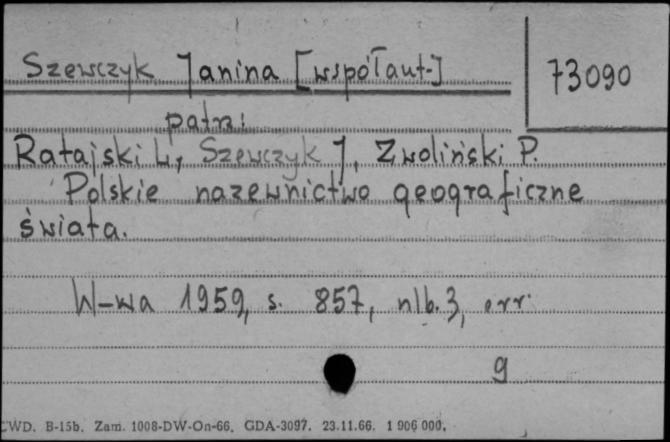 Szewczyk Janina [współaut-]
73090
patrz:
Ratajski L, Szewczyk J, Zwoliński P.
Polskie nazewnictwo geograficzne
świata.
W-wa 1959, s. 857, nlb. 3, err.
9
CWD. B-15b. Zam. 1008-DW-On-66. GDA-3097. 23.11.66. 1 906 000.